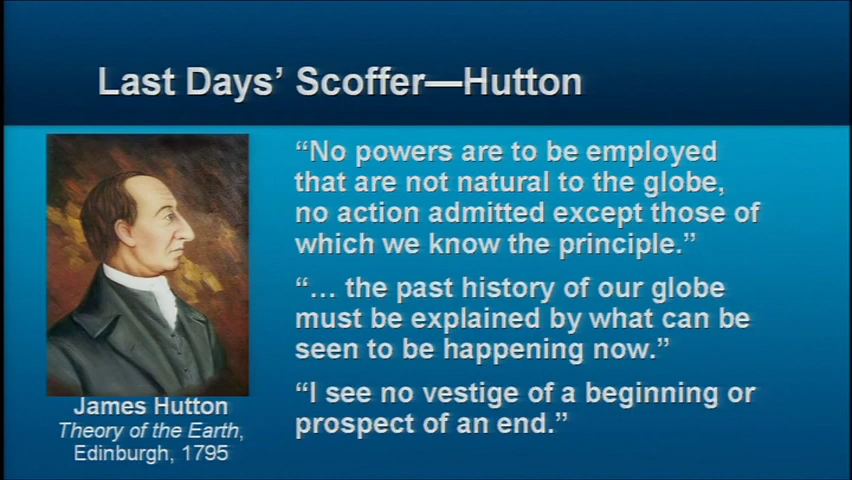 Last Days’ Scoffer—Hutton
“No powers are to be employed
that are not natural to the globe,
no action admitted except those of
which we know the principle.”
“… the past history of our globe
must be explained by what can be
seen to be happening now.”
“I see no vestige of a beginning or
prospect of an end.”
James Hutton
Theory of the Earth,
Edinburgh, 1795